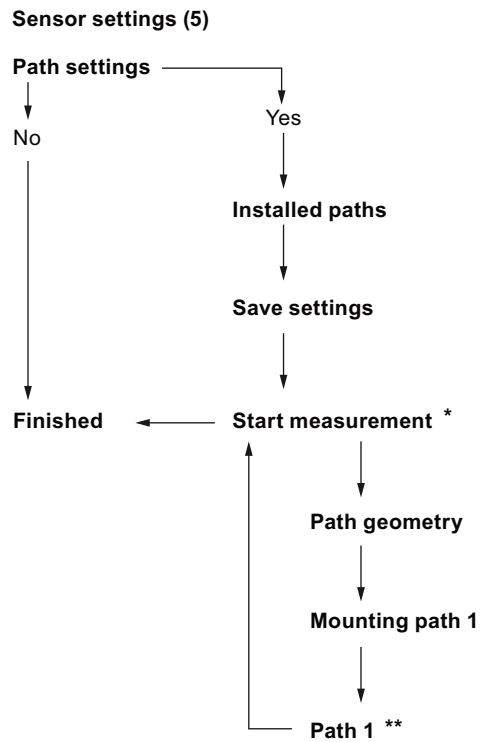 Sensor settings (5)
Path settings
Yes
No
Installed paths
Save settings
Finished
Start measurement *
Path geometry
Mounting path 1
Path 1 **